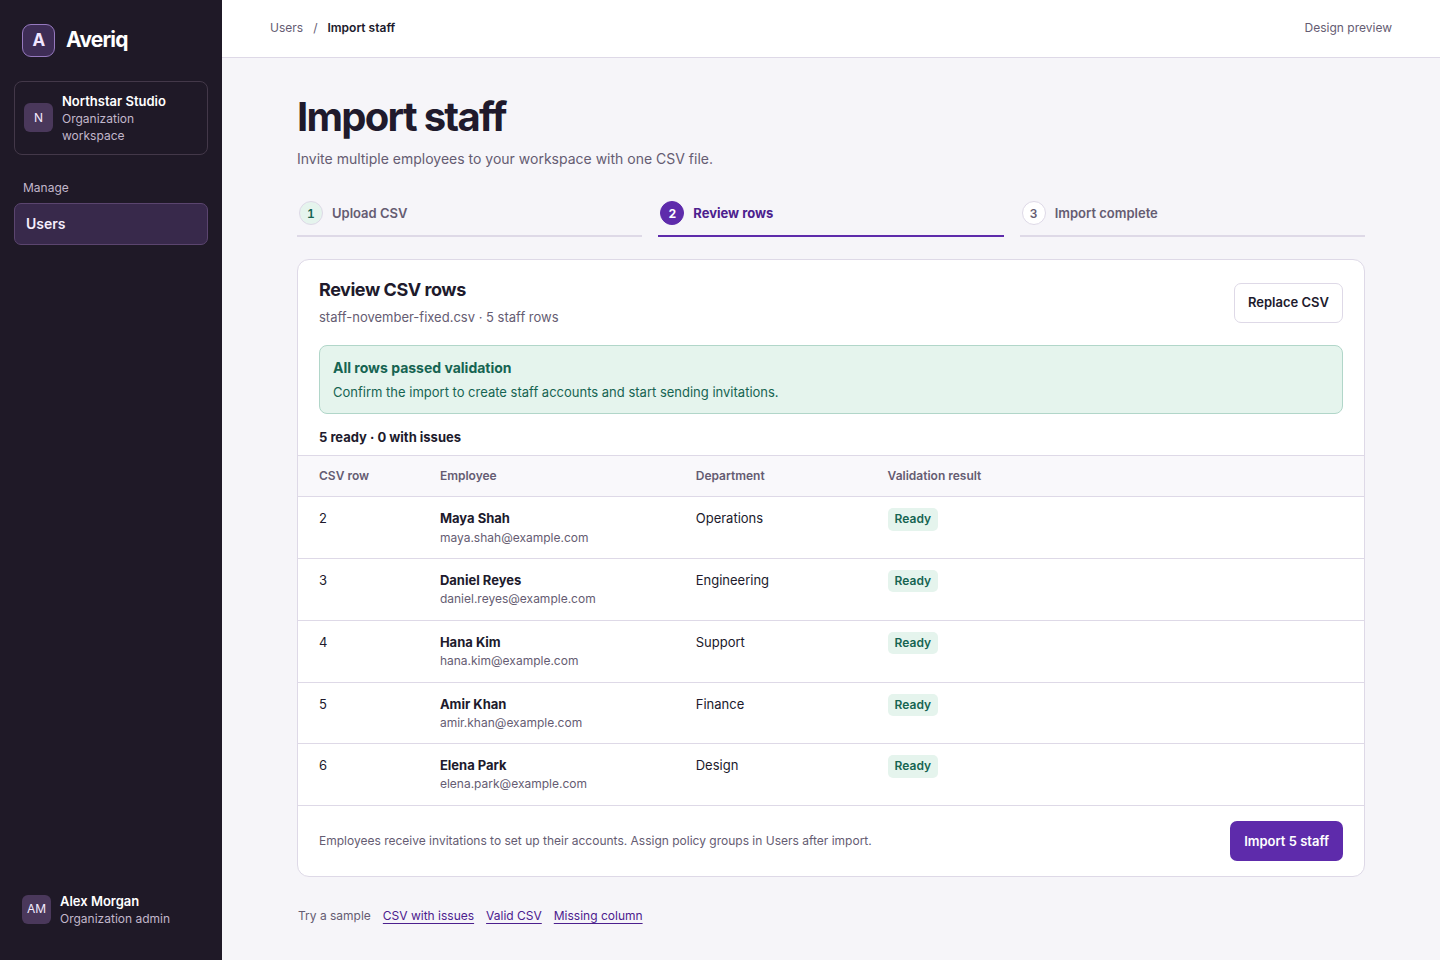 A Averiq
N Northstar Studio
Organization
workspace
Manage
Users
AM Alex Morgan
Organization admin
Users / Import staff
Design preview
Import staff
Invite multiple employees to your workspace with one CSV file.
1 Upload CSV
2 Review rows
3 Import complete
Review CSV rows
staff-november-fixed.csv · 5 staff rows
Replace CSV
All rows passed validation
Confirm the import to create staff accounts and start sending invitations.
5 ready · 0 with issues
CSV row Employee Department Validation result
2 Maya Shah Operations Ready
maya.shah@example.com
3 Daniel Reyes Engineering Ready
daniel.reyes@example.com
4 Hana Kim Support Ready
hana.kim@example.com
5 Amir Khan Finance Ready
amir.khan@example.com
6 Elena Park Design Ready
elena.park@example.com
Employees receive invitations to set up their accounts. Assign policy groups in Users after import.
Import 5 staff
Try a sample CSV with issues Valid CSV Missing column